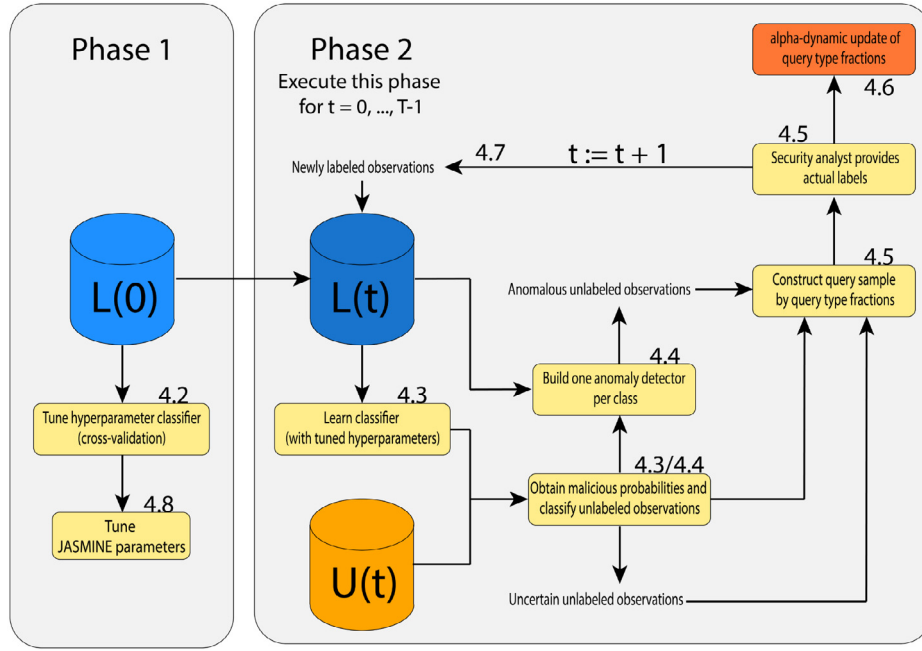 Phase 1
L(0)
4.2
Tune hyperparameter classifier
(cross-validation)
4.8
Tune
JASMINE parameters
Phase 2
Execute this phase
for t = 0, ..., T-1
alpha-dynamic update of
query type fractions
4.6
4.5
Security analyst provides
actual labels
4.7
t := t + 1
Newly labeled observations
L(t)
4.5
Construct query sample
by query type fractions
Anomalous unlabeled observations
4.4
Build one anomaly detector
per class
4.3
Learn classifier
(with tuned hyperparameters)
4.3/4.4
Obtain malicious probabilities and
classify unlabeled observations
U(t)
Uncertain unlabeled observations